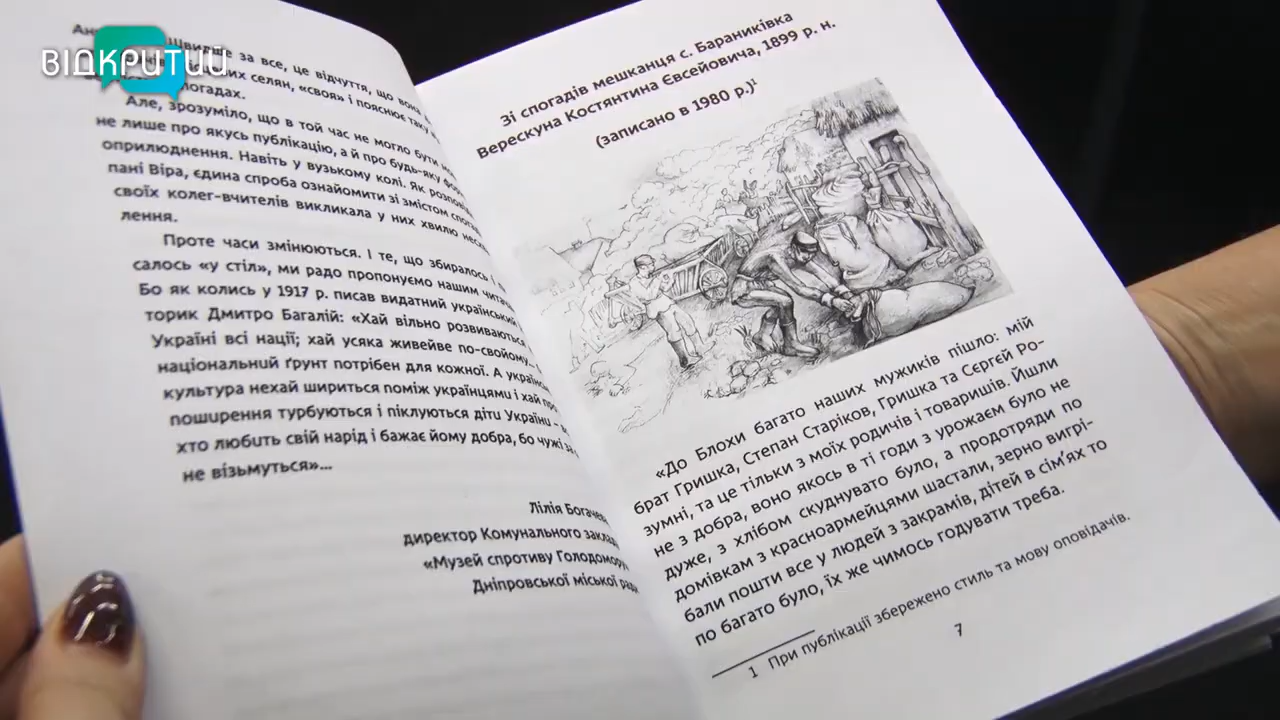 ВІДКРИТИЙ
Швидше за все, це відчуття, що вона
селян, «своя» і пояснює таку
спогадах.
Але, зрозуміло, що в той час не могло бути
не лише про якусь публікацію, а й про будь-яку
оприлюднення. Навіть у вузькому колі. Як
пані Віра, єдина спроба ознайомити зі змістом
своїх колег-вчителів викликала у них хвилю
лення.
Проте часи змінюються. І те, що збиралось і
салось «у стіл», ми радо пропонуємо нашим
Бо як колись у 1917 р. писав видатний український
торик Дмитро Багалій: «Хай вільно розвиваються
Україні всі нації; хай усяка живейве по-свойому
національний ґрунт потрібен для кожної. А
культура нехай шириться поміж українцями і хай
поширення турбуються і піклуються діти України –
хто любить свій нарід і бажає йому добра, бо чужі
не візьмуться»...
Лілія
директор Комунального
«Музей спротиву
Дніпровської міської
Зі спогадів мешканця с. Бараниківка
Верескуна Костянтина Євсейовича, 1899 р. н.
(записано в 1980 р.)¹
«До Блохи багато наших мужиків пішло: мій
брат Гришка, Степан Старіков, Гришка та Сєргєй Ро-
зумні, та це тільки з моїх родичів і товаришів. Йшли
не з добра, воно якось в ті годи з урожаєм було не
дуже, з хлібом скуднувато було, а продотряди по
домівкам з красноармейцями шастали, зерно вигрі-
бали пошти все у людей з закрамів, дітей в сім'ях то
по багато було, їх же чимось годувати треба.
1 При публікації збережено стиль та мову оповідачів.
7